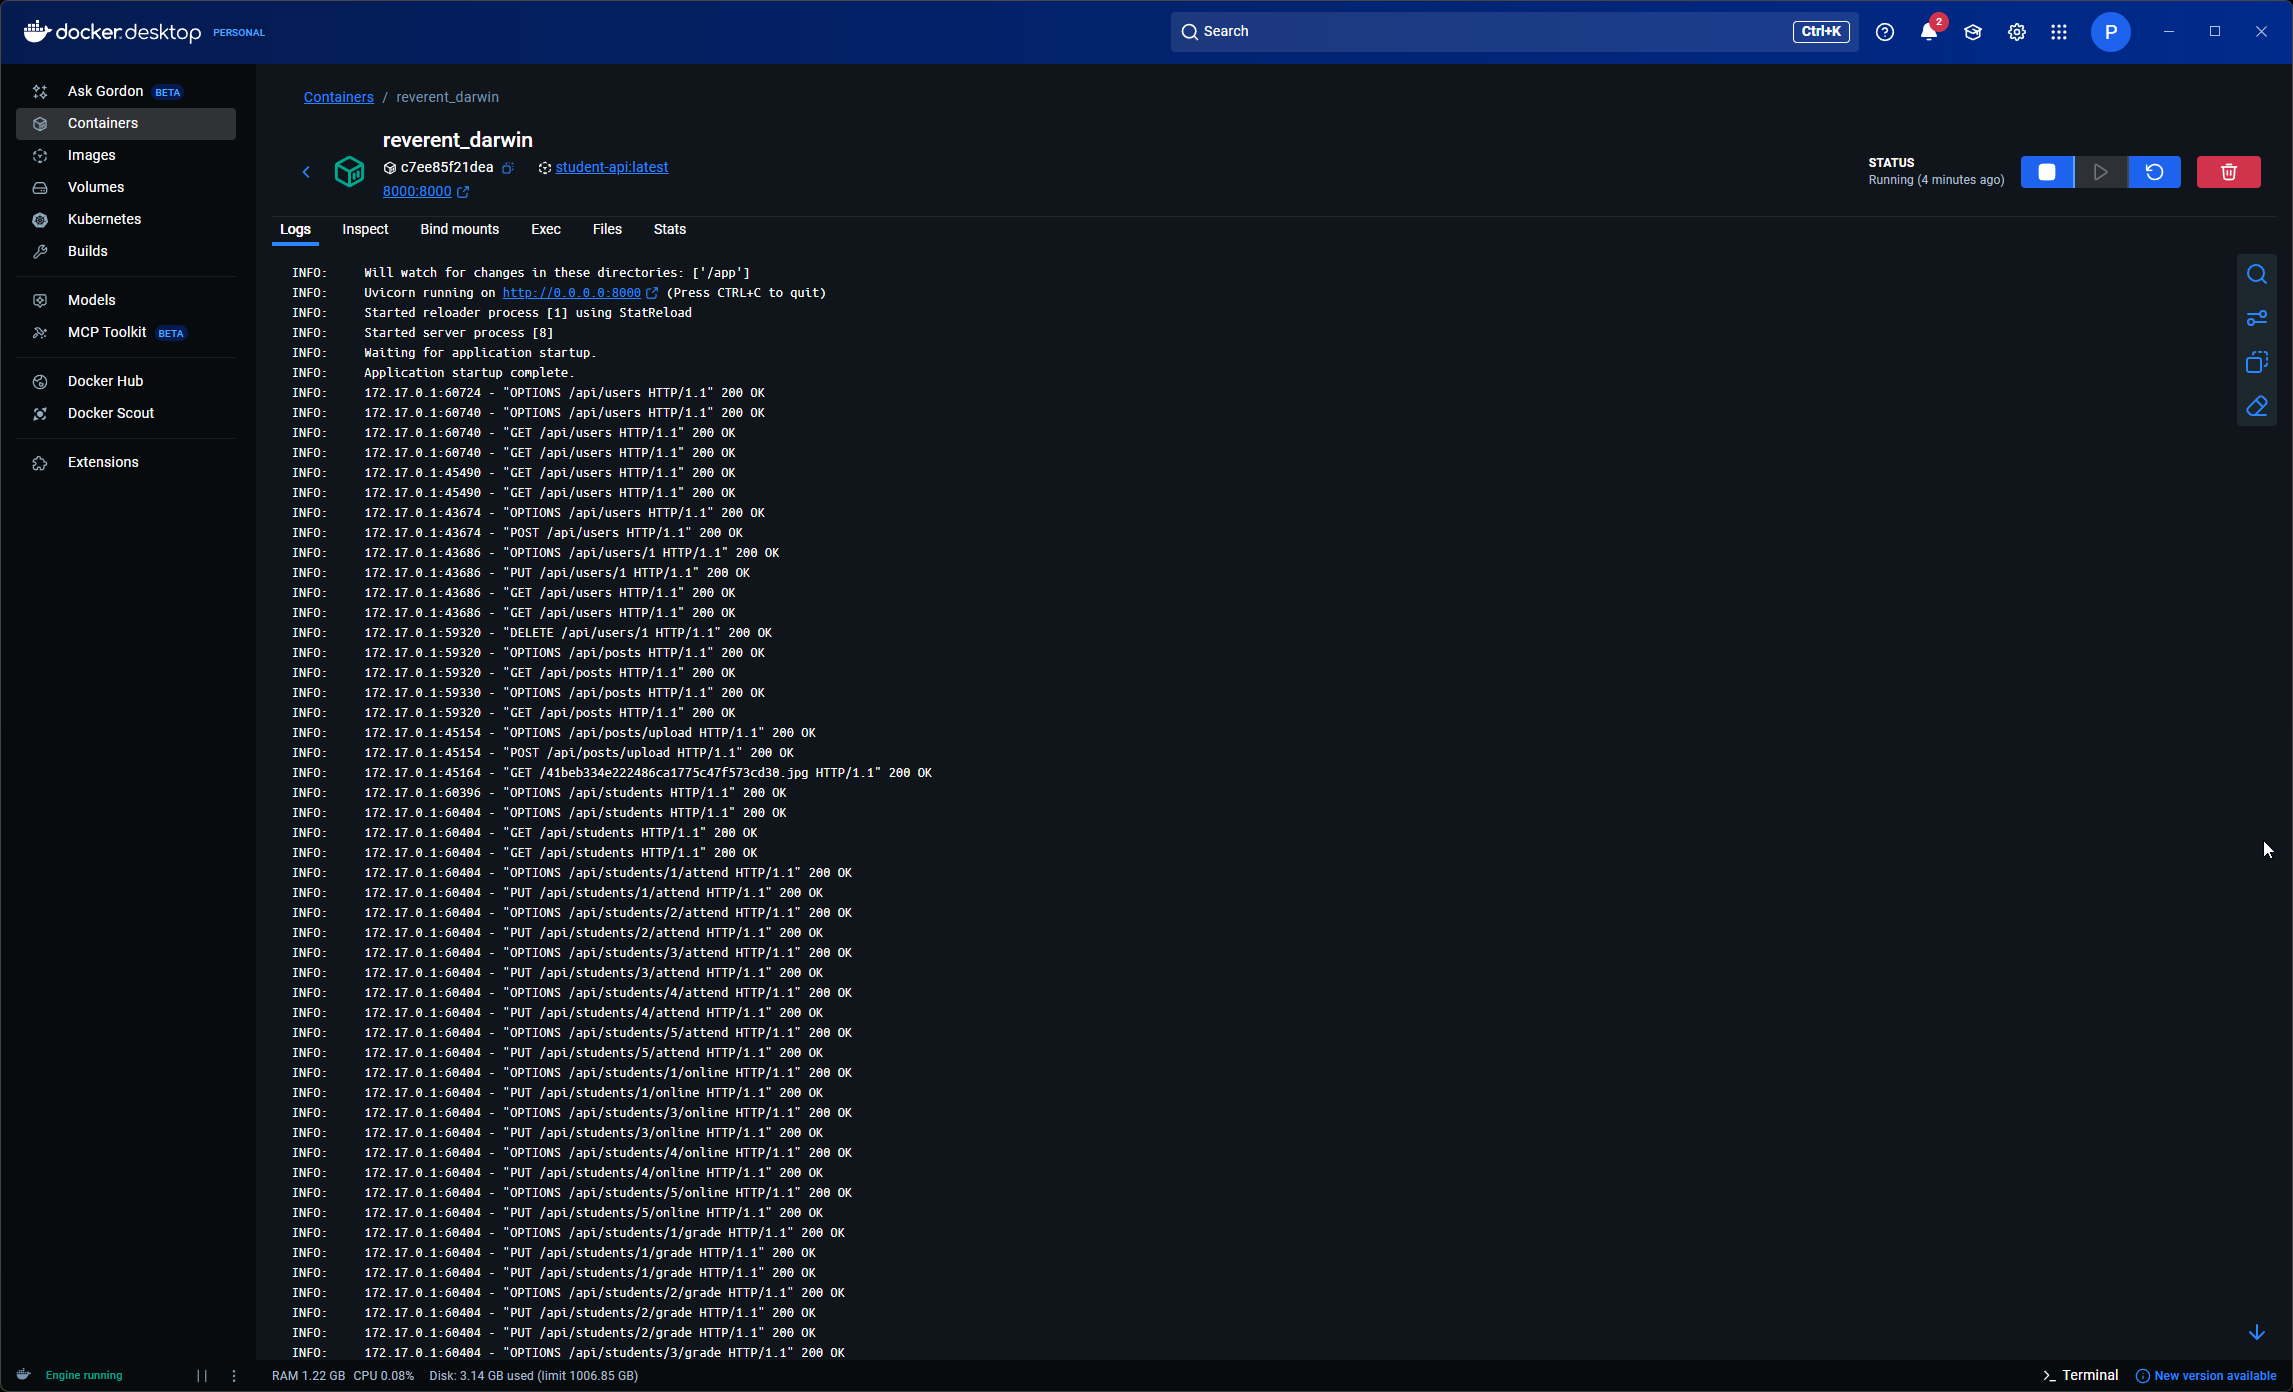 docker.desktop PERSONAL
Search
Ctrl+K
2
P
Ask Gordon BETA
Containers
Images
Volumes
Kubernetes
Builds
Models
MCP Toolkit BETA
Docker Hub
Docker Scout
Extensions
Containers / reverent_darwin
reverent_darwin
c7ee85f21dea student-api:latest
8000:8000
STATUS
Running (4 minutes ago)
Logs Inspect Bind mounts Exec Files Stats
INFO: Will watch for changes in these directories: ['/app']
INFO: Uvicorn running on http://0.0.0.0:8000 (Press CTRL+C to quit)
INFO: Started reloader process [1] using StatReload
INFO: Started server process [8]
INFO: Waiting for application startup.
INFO: Application startup complete.
INFO: 172.17.0.1:60724 - "OPTIONS /api/users HTTP/1.1" 200 OK
INFO: 172.17.0.1:60740 - "OPTIONS /api/users HTTP/1.1" 200 OK
INFO: 172.17.0.1:60740 - "GET /api/users HTTP/1.1" 200 OK
INFO: 172.17.0.1:60740 - "GET /api/users HTTP/1.1" 200 OK
INFO: 172.17.0.1:45490 - "GET /api/users HTTP/1.1" 200 OK
INFO: 172.17.0.1:45490 - "GET /api/users HTTP/1.1" 200 OK
INFO: 172.17.0.1:43674 - "OPTIONS /api/users HTTP/1.1" 200 OK
INFO: 172.17.0.1:43674 - "POST /api/users HTTP/1.1" 200 OK
INFO: 172.17.0.1:43686 - "OPTIONS /api/users/1 HTTP/1.1" 200 OK
INFO: 172.17.0.1:43686 - "PUT /api/users/1 HTTP/1.1" 200 OK
INFO: 172.17.0.1:43686 - "GET /api/users HTTP/1.1" 200 OK
INFO: 172.17.0.1:43686 - "GET /api/users HTTP/1.1" 200 OK
INFO: 172.17.0.1:59320 - "DELETE /api/users/1 HTTP/1.1" 200 OK
INFO: 172.17.0.1:59320 - "OPTIONS /api/posts HTTP/1.1" 200 OK
INFO: 172.17.0.1:59320 - "GET /api/posts HTTP/1.1" 200 OK
INFO: 172.17.0.1:59330 - "OPTIONS /api/posts HTTP/1.1" 200 OK
INFO: 172.17.0.1:59320 - "GET /api/posts HTTP/1.1" 200 OK
INFO: 172.17.0.1:45154 - "OPTIONS /api/posts/upload HTTP/1.1" 200 OK
INFO: 172.17.0.1:45154 - "POST /api/posts/upload HTTP/1.1" 200 OK
INFO: 172.17.0.1:45164 - "GET /41beb334e222486ca1775c47f573cd30.jpg HTTP/1.1" 200 OK
INFO: 172.17.0.1:60396 - "OPTIONS /api/students HTTP/1.1" 200 OK
INFO: 172.17.0.1:60404 - "OPTIONS /api/students HTTP/1.1" 200 OK
INFO: 172.17.0.1:60404 - "GET /api/students HTTP/1.1" 200 OK
INFO: 172.17.0.1:60404 - "GET /api/students HTTP/1.1" 200 OK
INFO: 172.17.0.1:60404 - "OPTIONS /api/students/1/attend HTTP/1.1" 200 OK
INFO: 172.17.0.1:60404 - "PUT /api/students/1/attend HTTP/1.1" 200 OK
INFO: 172.17.0.1:60404 - "OPTIONS /api/students/2/attend HTTP/1.1" 200 OK
INFO: 172.17.0.1:60404 - "PUT /api/students/2/attend HTTP/1.1" 200 OK
INFO: 172.17.0.1:60404 - "OPTIONS /api/students/3/attend HTTP/1.1" 200 OK
INFO: 172.17.0.1:60404 - "PUT /api/students/3/attend HTTP/1.1" 200 OK
INFO: 172.17.0.1:60404 - "OPTIONS /api/students/4/attend HTTP/1.1" 200 OK
INFO: 172.17.0.1:60404 - "PUT /api/students/4/attend HTTP/1.1" 200 OK
INFO: 172.17.0.1:60404 - "OPTIONS /api/students/5/attend HTTP/1.1" 200 OK
INFO: 172.17.0.1:60404 - "PUT /api/students/5/attend HTTP/1.1" 200 OK
INFO: 172.17.0.1:60404 - "OPTIONS /api/students/1/online HTTP/1.1" 200 OK
INFO: 172.17.0.1:60404 - "PUT /api/students/1/online HTTP/1.1" 200 OK
INFO: 172.17.0.1:60404 - "OPTIONS /api/students/3/online HTTP/1.1" 200 OK
INFO: 172.17.0.1:60404 - "PUT /api/students/3/online HTTP/1.1" 200 OK
INFO: 172.17.0.1:60404 - "OPTIONS /api/students/4/online HTTP/1.1" 200 OK
INFO: 172.17.0.1:60404 - "PUT /api/students/4/online HTTP/1.1" 200 OK
INFO: 172.17.0.1:60404 - "OPTIONS /api/students/5/online HTTP/1.1" 200 OK
INFO: 172.17.0.1:60404 - "PUT /api/students/5/online HTTP/1.1" 200 OK
INFO: 172.17.0.1:60404 - "OPTIONS /api/students/1/grade HTTP/1.1" 200 OK
INFO: 172.17.0.1:60404 - "PUT /api/students/1/grade HTTP/1.1" 200 OK
INFO: 172.17.0.1:60404 - "PUT /api/students/1/grade HTTP/1.1" 200 OK
INFO: 172.17.0.1:60404 - "OPTIONS /api/students/2/grade HTTP/1.1" 200 OK
INFO: 172.17.0.1:60404 - "PUT /api/students/2/grade HTTP/1.1" 200 OK
INFO: 172.17.0.1:60404 - "PUT /api/students/2/grade HTTP/1.1" 200 OK
INFO: 172.17.0.1:60404 - "OPTIONS /api/students/3/grade HTTP/1.1" 200 OK
Engine running
RAM 1.22 GB CPU 0.08% Disk: 3.14 GB used (limit 1006.85 GB)
Terminal
New version available